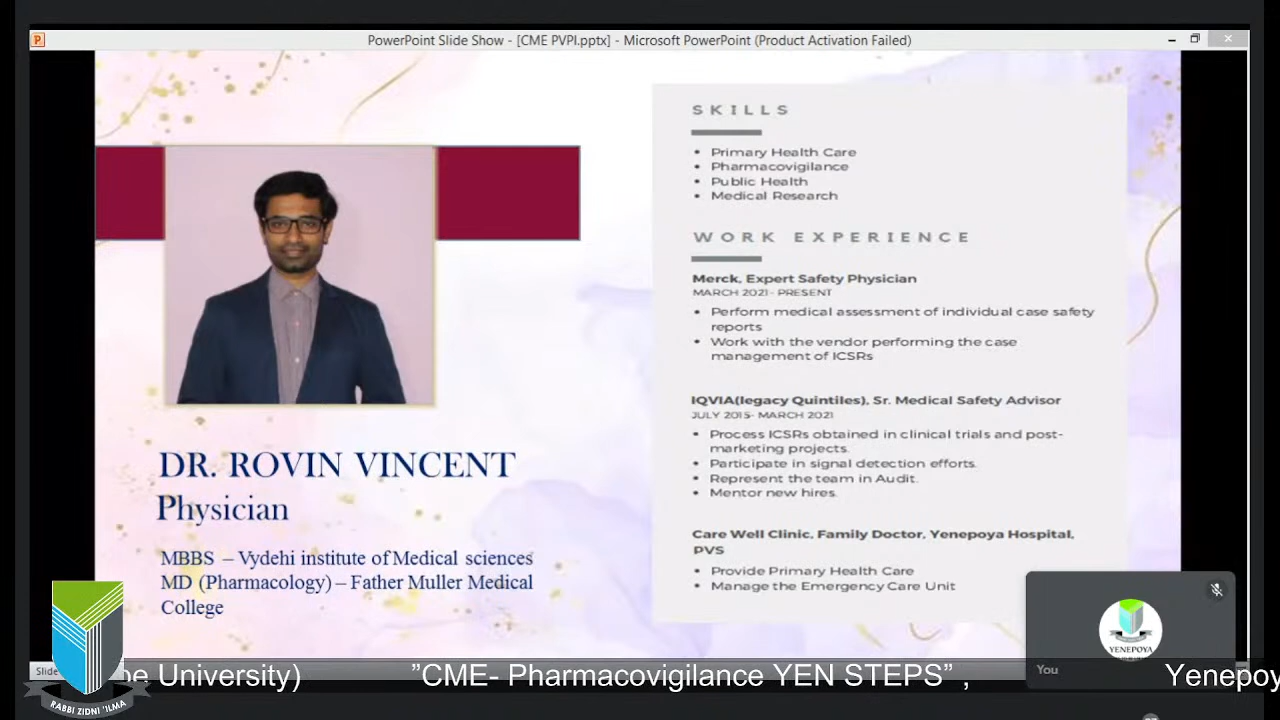 PowerPoint Slide Show - [CME PVPI.pptx] - Microsoft PowerPoint (Product Activation Failed)
DR. ROVIN VINCENT
Physician
MBBS – Vydehi institute of Medical sciences
MD (Pharmacology) – Father Muller Medical
College
SKILLS
• Primary Health Care
• Pharmacovigilance
• Public Health
• Medical Research
WORK EXPERIENCE
Merck, Expert Safety Physician
MARCH 2021- PRESENT
• Perform medical assessment of individual case safety
reports
• Work with the vendor performing the case
management of ICSRs
IQVIA(legacy Quintiles), Sr. Medical Safety Advisor
JULY 2015- MARCH 2021
• Process ICSRs obtained in clinical trials and post-
marketing projects.
• Participate in signal detection efforts.
• Represent the team in Audit.
• Mentor new hires.
Care Well Clinic, Family Doctor, Yenepoya Hospital,
PVS
• Provide Primary Health Care
• Manage the Emergency Care Unit
YENEPOYA
You
Slide
University) ”CME- Pharmacovigilance YEN STEPS” , Yenepoy
RABBI ZIDNI 'ILMA